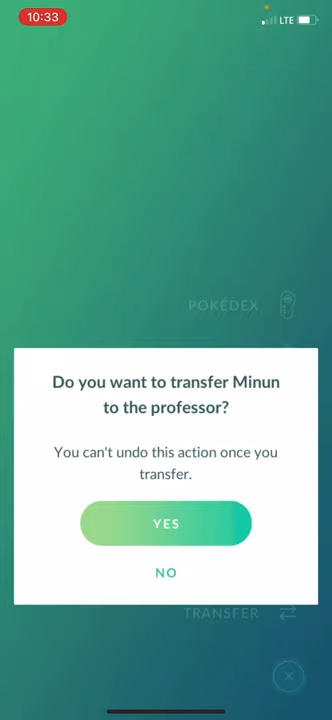 10:33
LTE
POKÉDEX
Do you want to transfer Minun
to the professor?
You can't undo this action once you
transfer.
YES
NO
TRANSFER